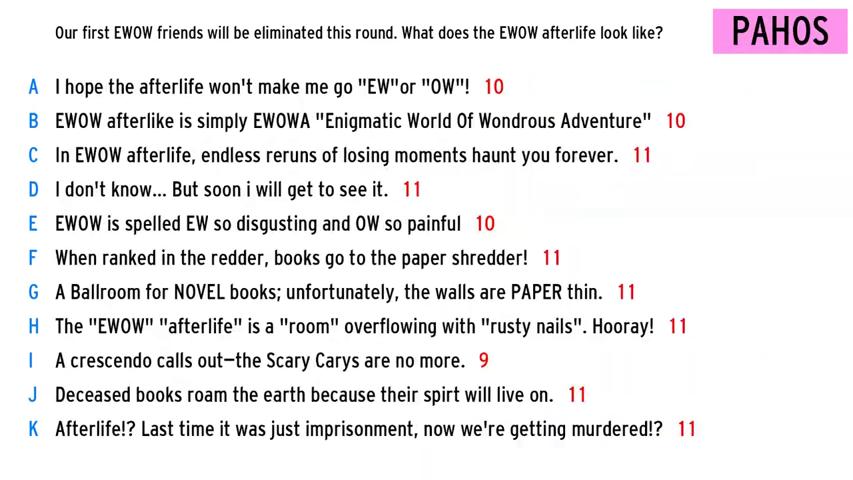 Our first EWOW friends will be eliminated this round. What does the EWOW afterlife look like?
PAHOS
A I hope the afterlife won't make me go "EW"or "OW"! 10
B EWOW afterlike is simply EWOWA "Enigmatic World Of Wondrous Adventure" 10
C In EWOW afterlife, endless reruns of losing moments haunt you forever. 11
D I don't know... But soon i will get to see it. 11
E EWOW is spelled EW so disgusting and OW so painful 10
F When ranked in the redder, books go to the paper shredder! 11
G A Ballroom for NOVEL books; unfortunately, the walls are PAPER thin. 11
H The "EWOW" "afterlife" is a "room" overflowing with "rusty nails". Hooray! 11
I A crescendo calls out—the Scary Carys are no more. 9
J Deceased books roam the earth because their spirt will live on. 11
K Afterlife!? Last time it was just imprisonment, now we're getting murdered!? 11